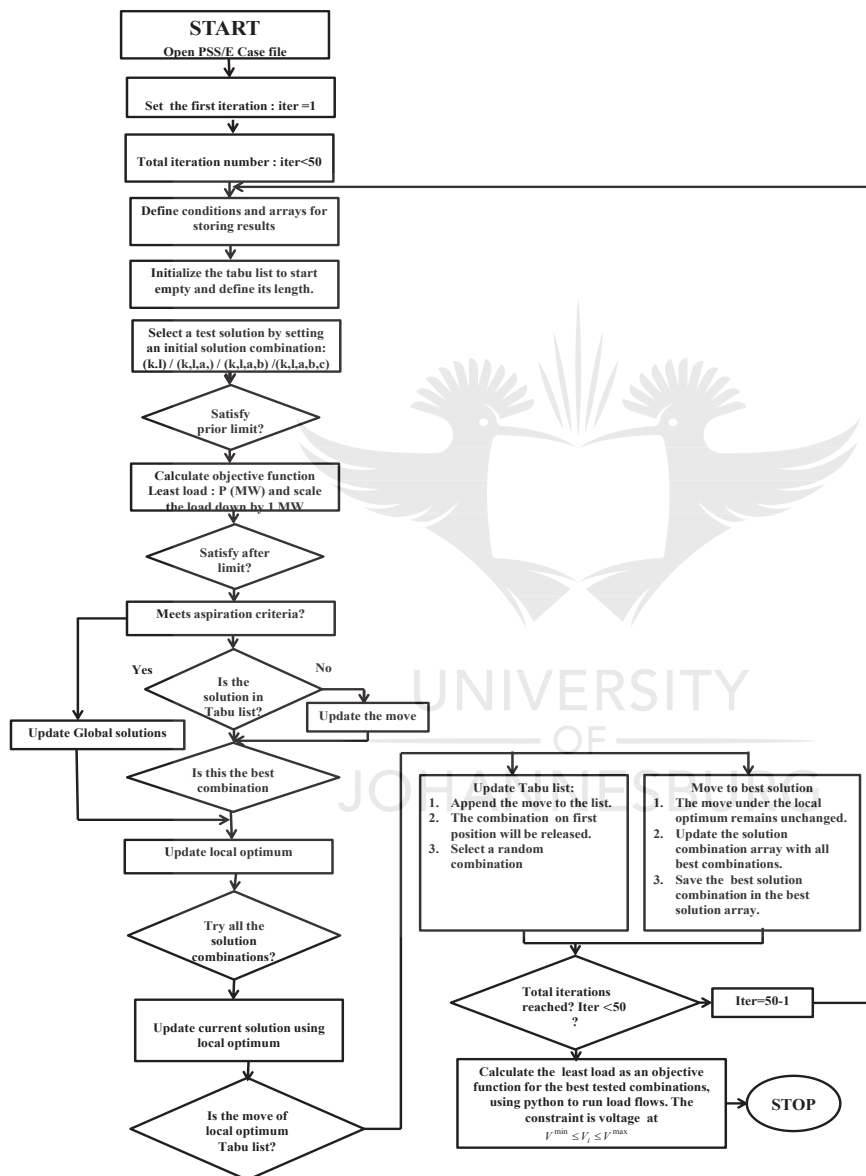 START
Open PSS/E Case file
Set the first iteration : iter =1
Total iteration number : iter<50
Define conditions and arrays for
storing results
Initialize the tabu list to start
empty and define its length.
Select a test solution by setting
an initial solution combination:
(k.l) / (k,l,a,) / (k,l,a,b) /(k,l,a,b,c)
Satisfy
prior limit?
Calculate objective function
Least load : P (MW) and scale
the load down by 1 MW
Satisfy after
limit?
Meets aspiration criteria?
Yes
No
Is the
solution in
Tabu list?
Update the move
Update Global solutions
Is this the best
combination
Update local optimum
Try all the
solution
combinations?
Update current solution using
local optimum
Is the move of
local optimum
Tabu list?
Update Tabu list:
1. Append the move to the list.
2. The combination on first
position will be released.
3. Select a random
combination
Move to best solution
1. The move under the local
optimum remains unchanged.
2. Update the solution
combination array with all
best combinations.
3. Save the best solution
combination in the best
solution array.
Total iterations
reached? Iter <50
?
Iter=50-1
Calculate the least load as an objective
function for the best tested combinations,
using python to run load flows. The
constraint is voltage at
V^min ≤ V_i ≤ V^max
STOP
UNIVERSITY
OF
JOHANNESBURG